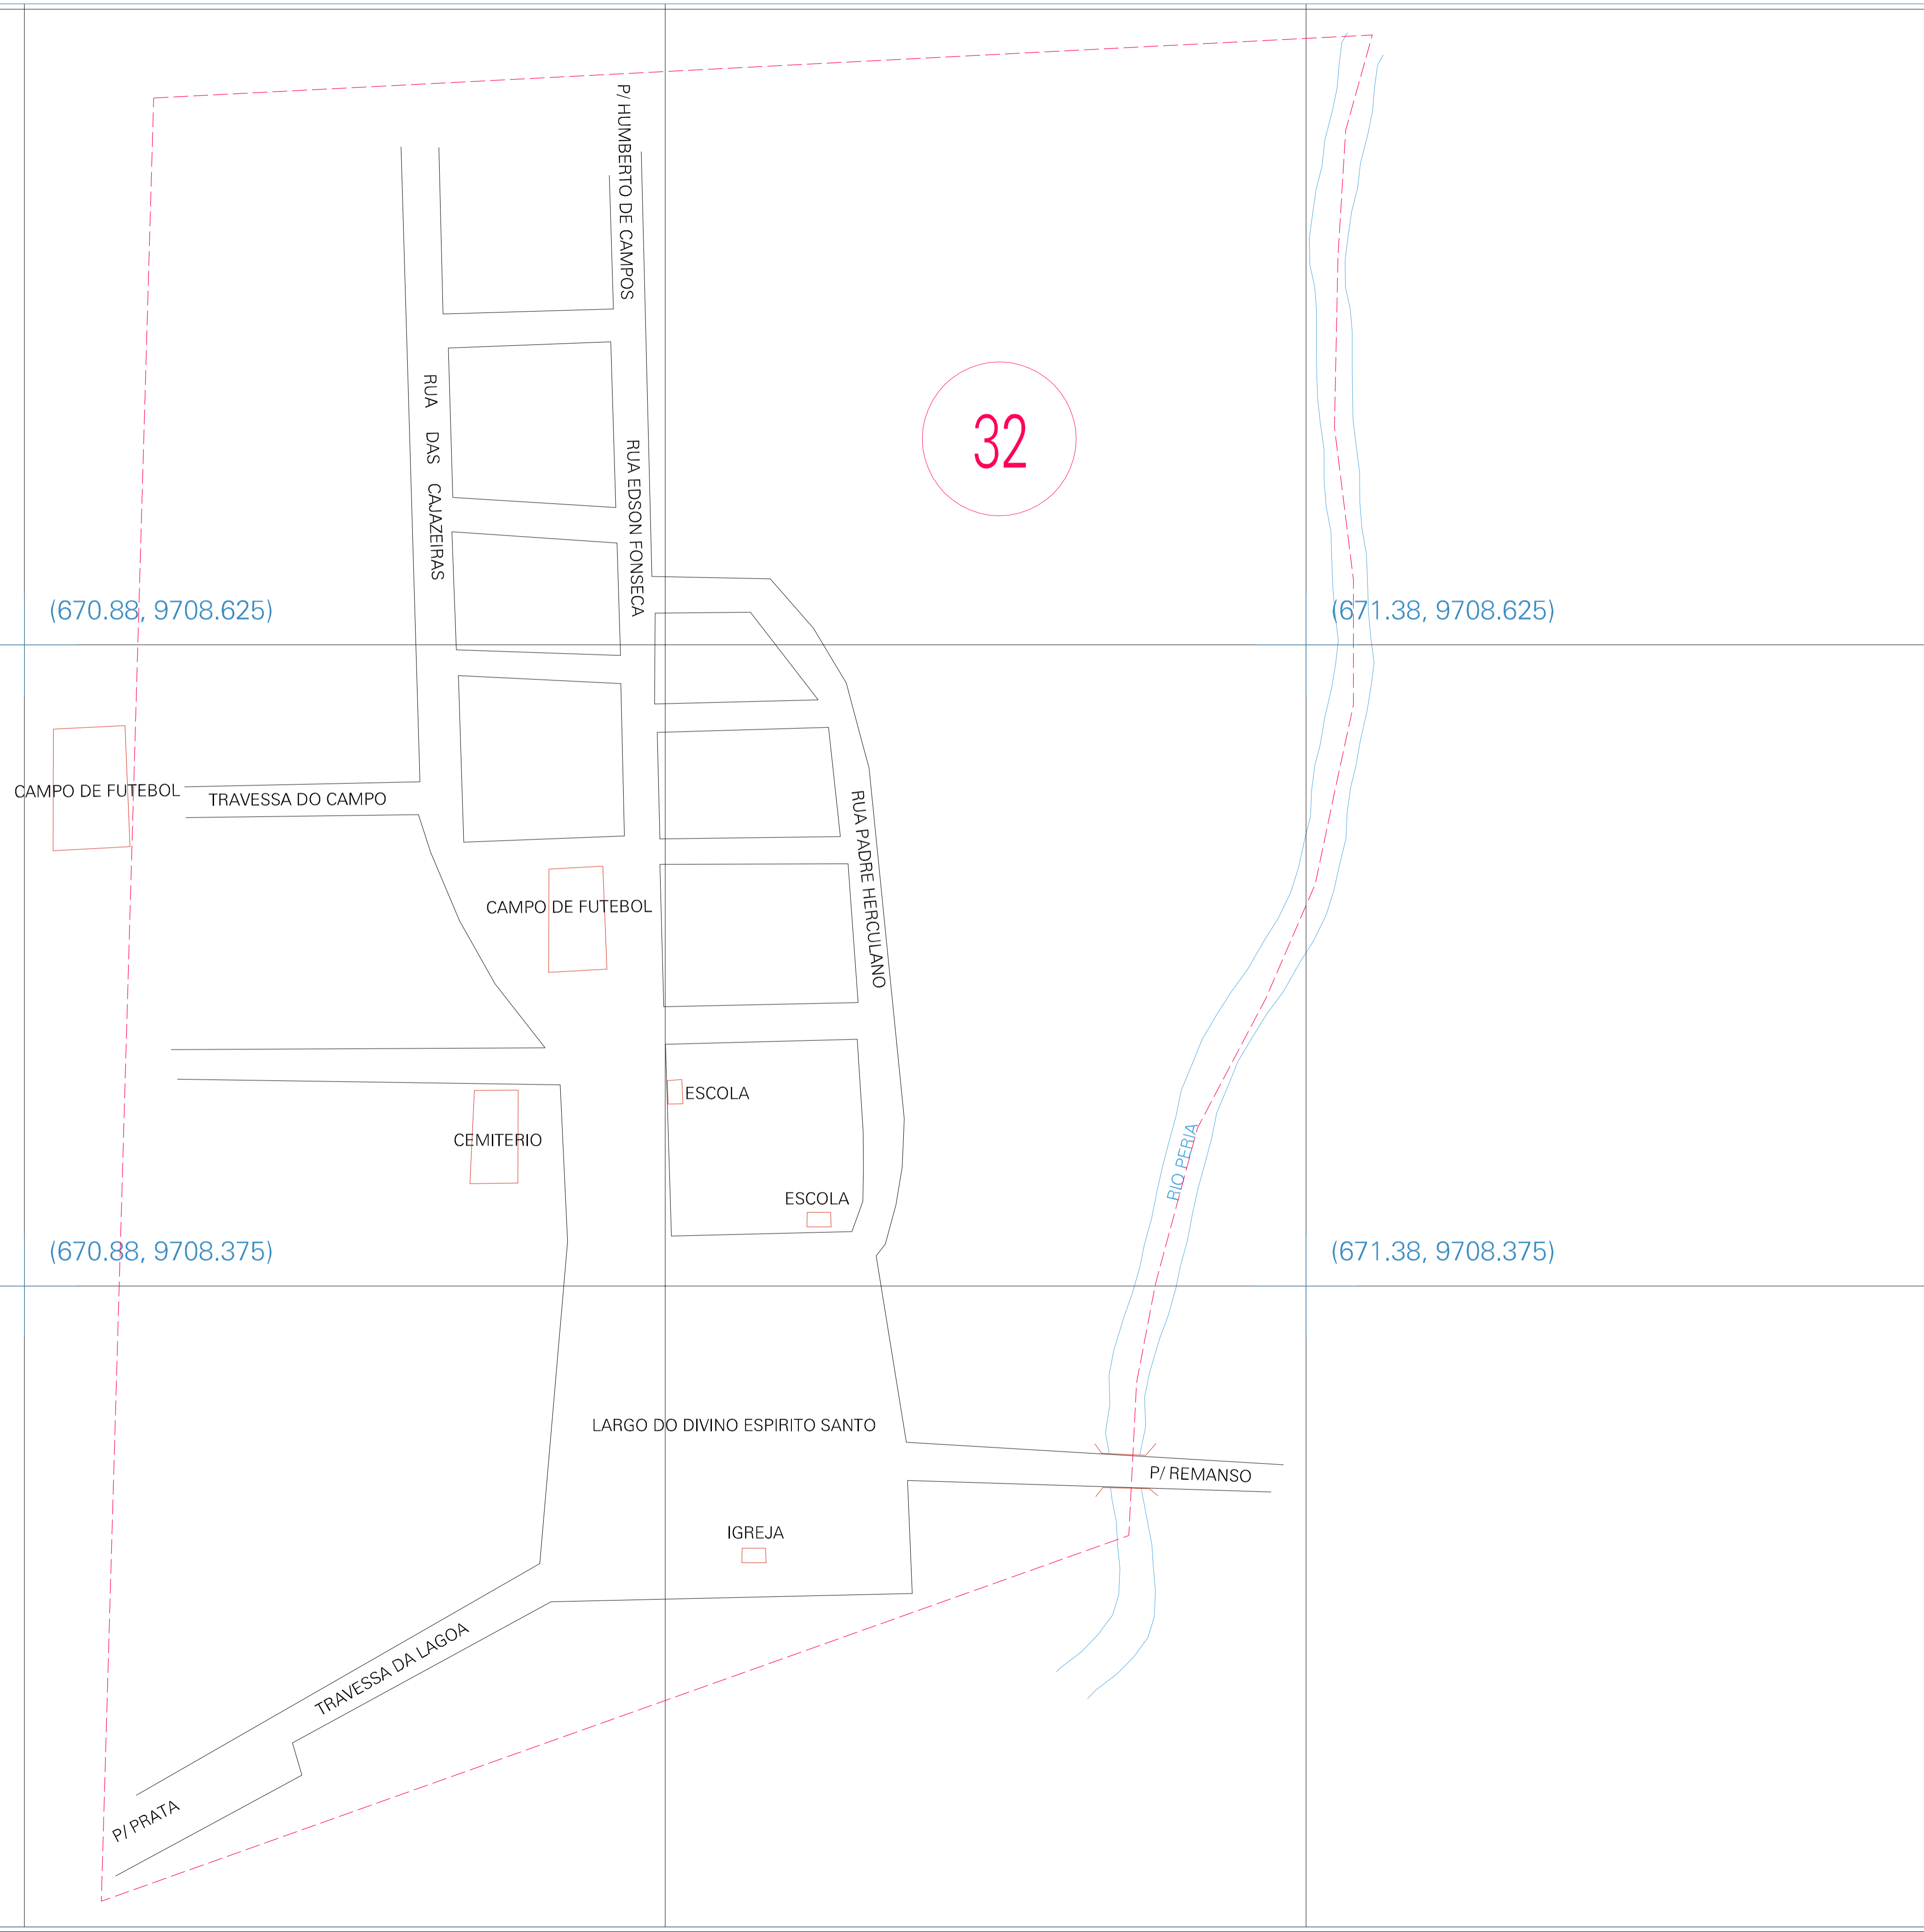 P/ HUMBERTO DE CAMPOS
32
RUA DAS CAJAZEIRAS
RUA EDSON FONSECA
(670.88, 9708.625)
(671.38, 9708.625)
CAMPO DE FUTEBOL
TRAVESSA DO CAMPO
RUA PADRE HERCULANO
CAMPO DE FUTEBOL
ESCOLA
CEMITERIO
RIO PERIA
ESCOLA
(670.88, 9708.375)
(671.38, 9708.375)
LARGO DO DIVINO ESPIRITO SANTO
P/ REMANSO
IGREJA
TRAVESSA DA LAGOA
P/ PRATA